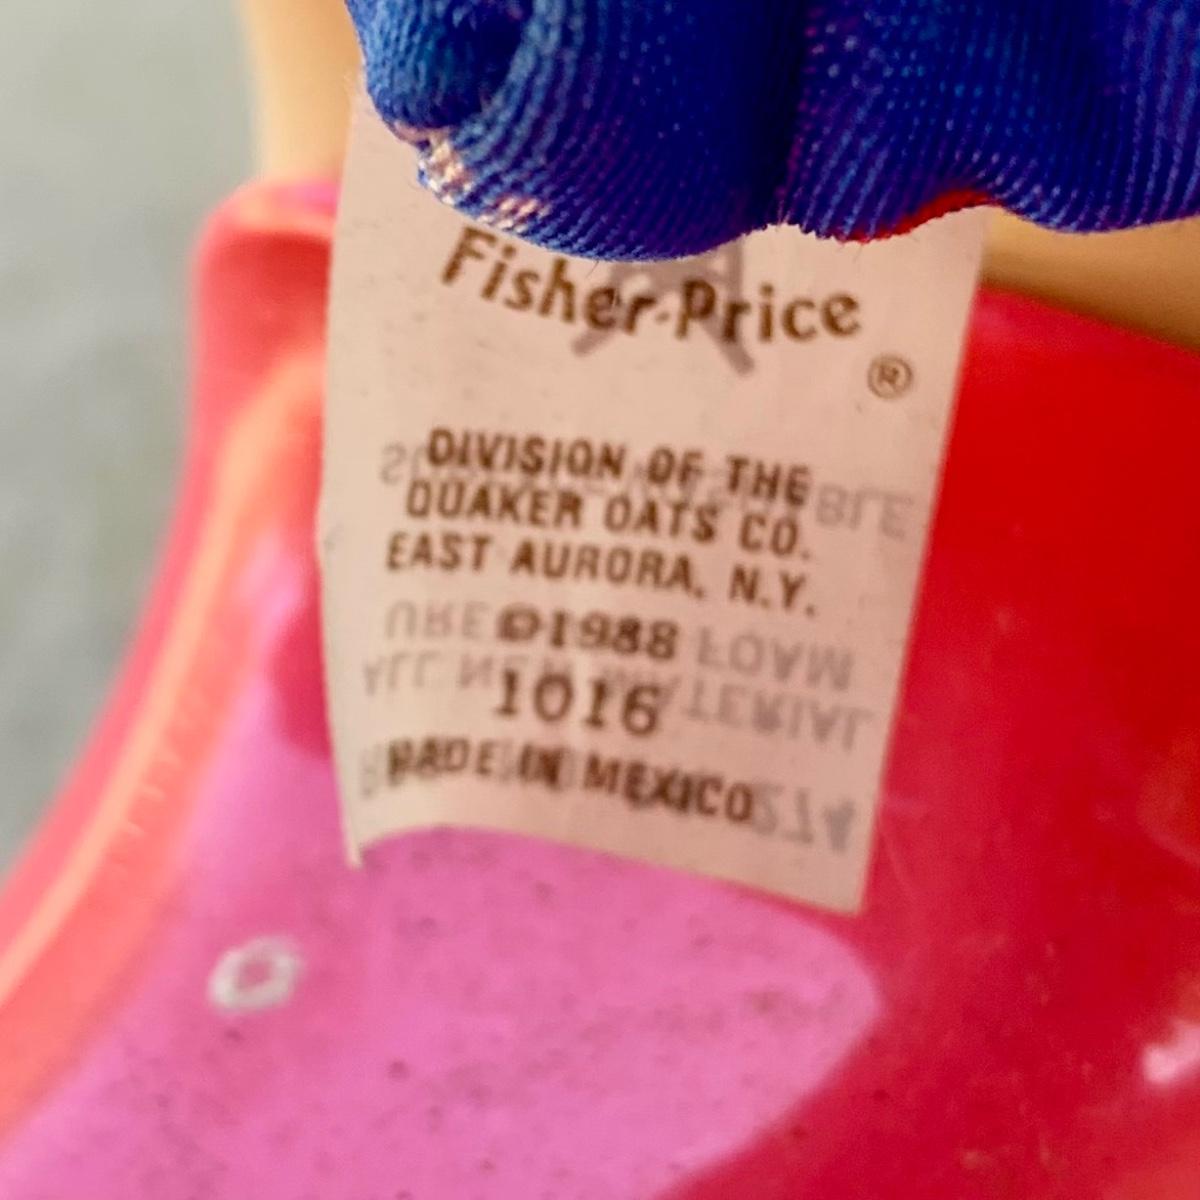 Fisher-Price
®
DIVISION OF THE
QUAKER OATS CO.
EAST AURORA, N.Y.
©1988
1016
MADE IN MEXICO